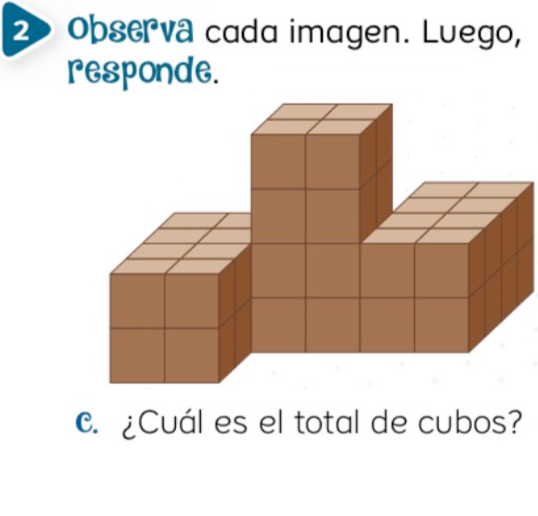 2 Observa cada imagen. Luego,
responde.
c. ¿Cuál es el total de cubos?